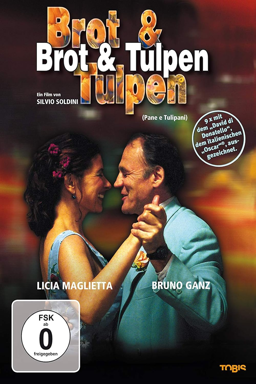 Brot &
Brot & Tulpen
Tulpen
Ein Film von
SILVIO SOLDINI
(Pane e Tulipani)
9 x mit
dem „David di
Donatello“,
dem italienischen
„Oscar“®, aus-
gezeichnet.
LICIA MAGLIETTA
BRUNO GANZ
FSK
ab
0
freigegeben
TOBIS